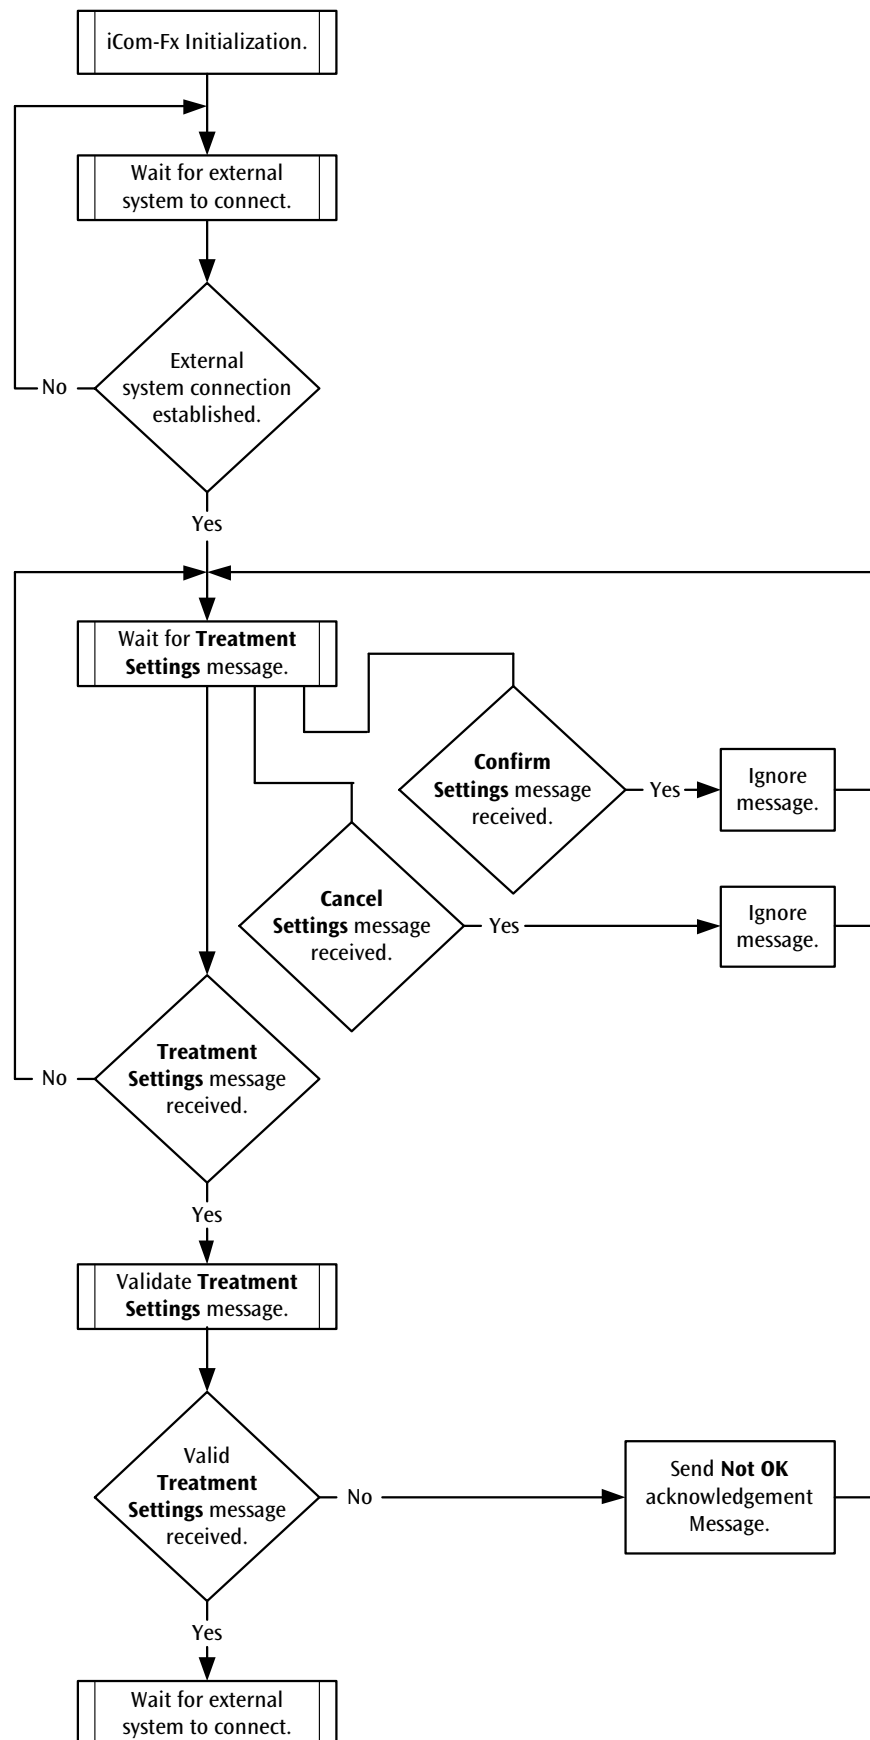 iCom-Fx Initialization.
Wait for external
system to connect.
External
system connection
established.
No
Yes
Wait for Treatment
Settings message.
Confirm
Settings message
received.
Yes
Ignore
message.
Cancel
Settings message
received.
Yes
Ignore
message.
Treatment
Settings message
received.
No
Yes
Validate Treatment
Settings message.
Valid
Treatment
Settings message
received.
No
Send Not OK
acknowledgement
Message.
Yes
Wait for external
system to connect.